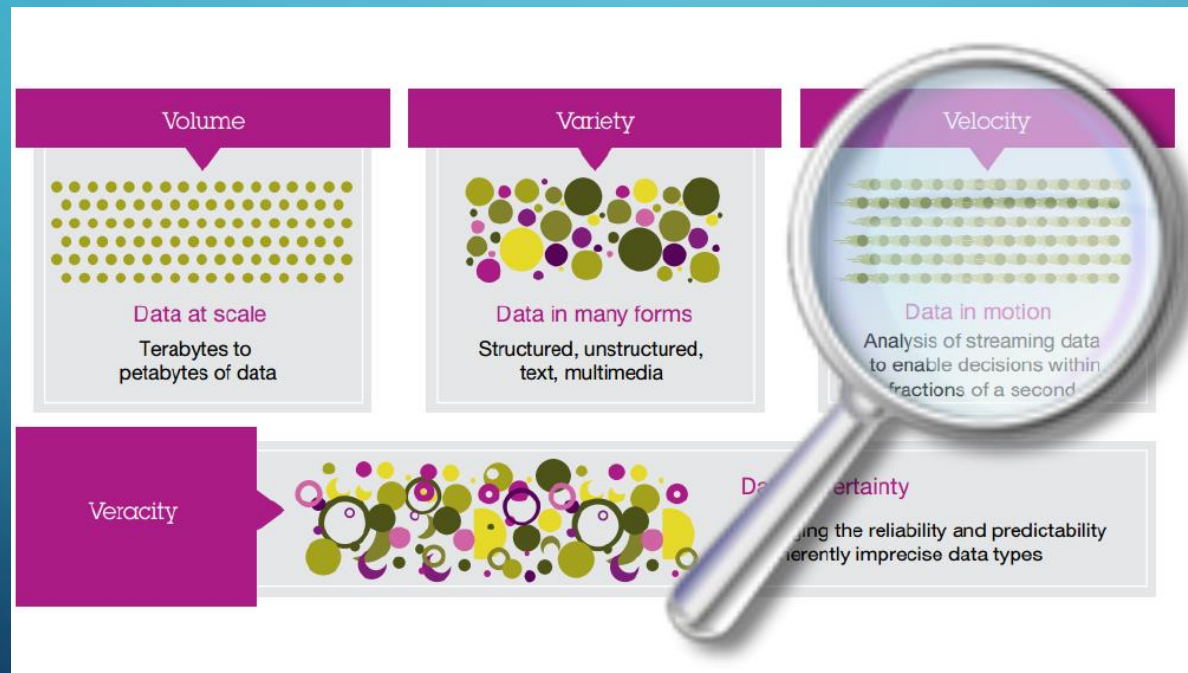 Volume
Data at scale
Terabytes to
petabytes of data
Variety
Data in many forms
Structured, unstructured,
text, multimedia
Velocity
Data in motion
Analysis of streaming data
to enable decisions within
fractions of a second
Veracity
ertainty
the reliability and predictability
imprecise data types